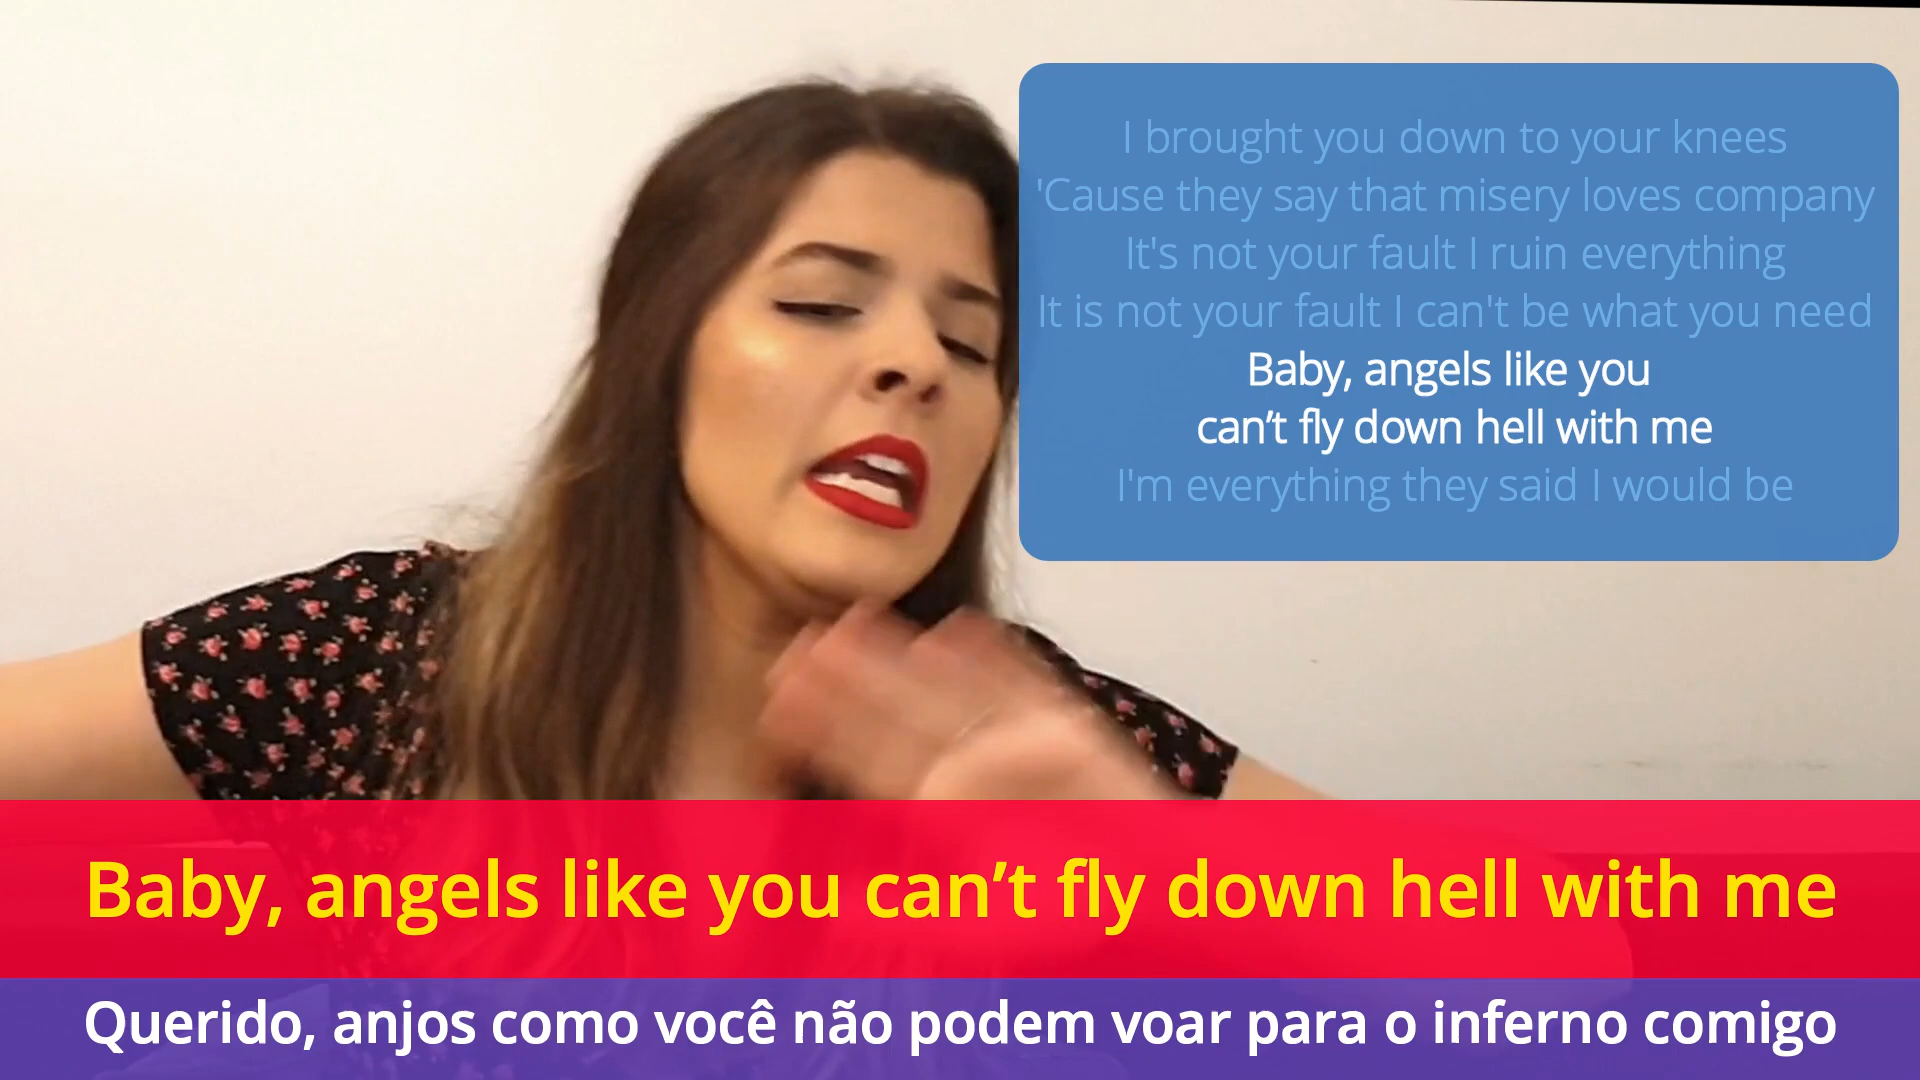 I brought you down to your knees
'Cause they say that misery loves company
It's not your fault I ruin everything
It is not your fault I can't be what you need
Baby, angels like you
can’t fly down hell with me
I'm everything they said I would be
Baby, angels like you can’t fly down hell with me
Querido, anjos como você não podem voar para o inferno comigo